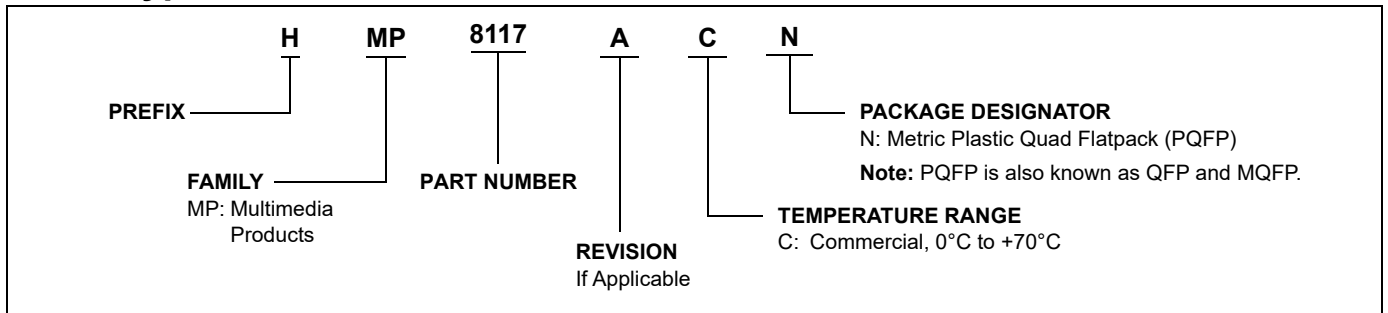 H MP 8117 A C N
PREFIX
PACKAGE DESIGNATOR
N: Metric Plastic Quad Flatpack (PQFP)
Note: PQFP is also known as QFP and MQFP.
FAMILY
MP: Multimedia
Products
PART NUMBER
TEMPERATURE RANGE
C: Commercial, 0°C to +70°C
REVISION
If Applicable